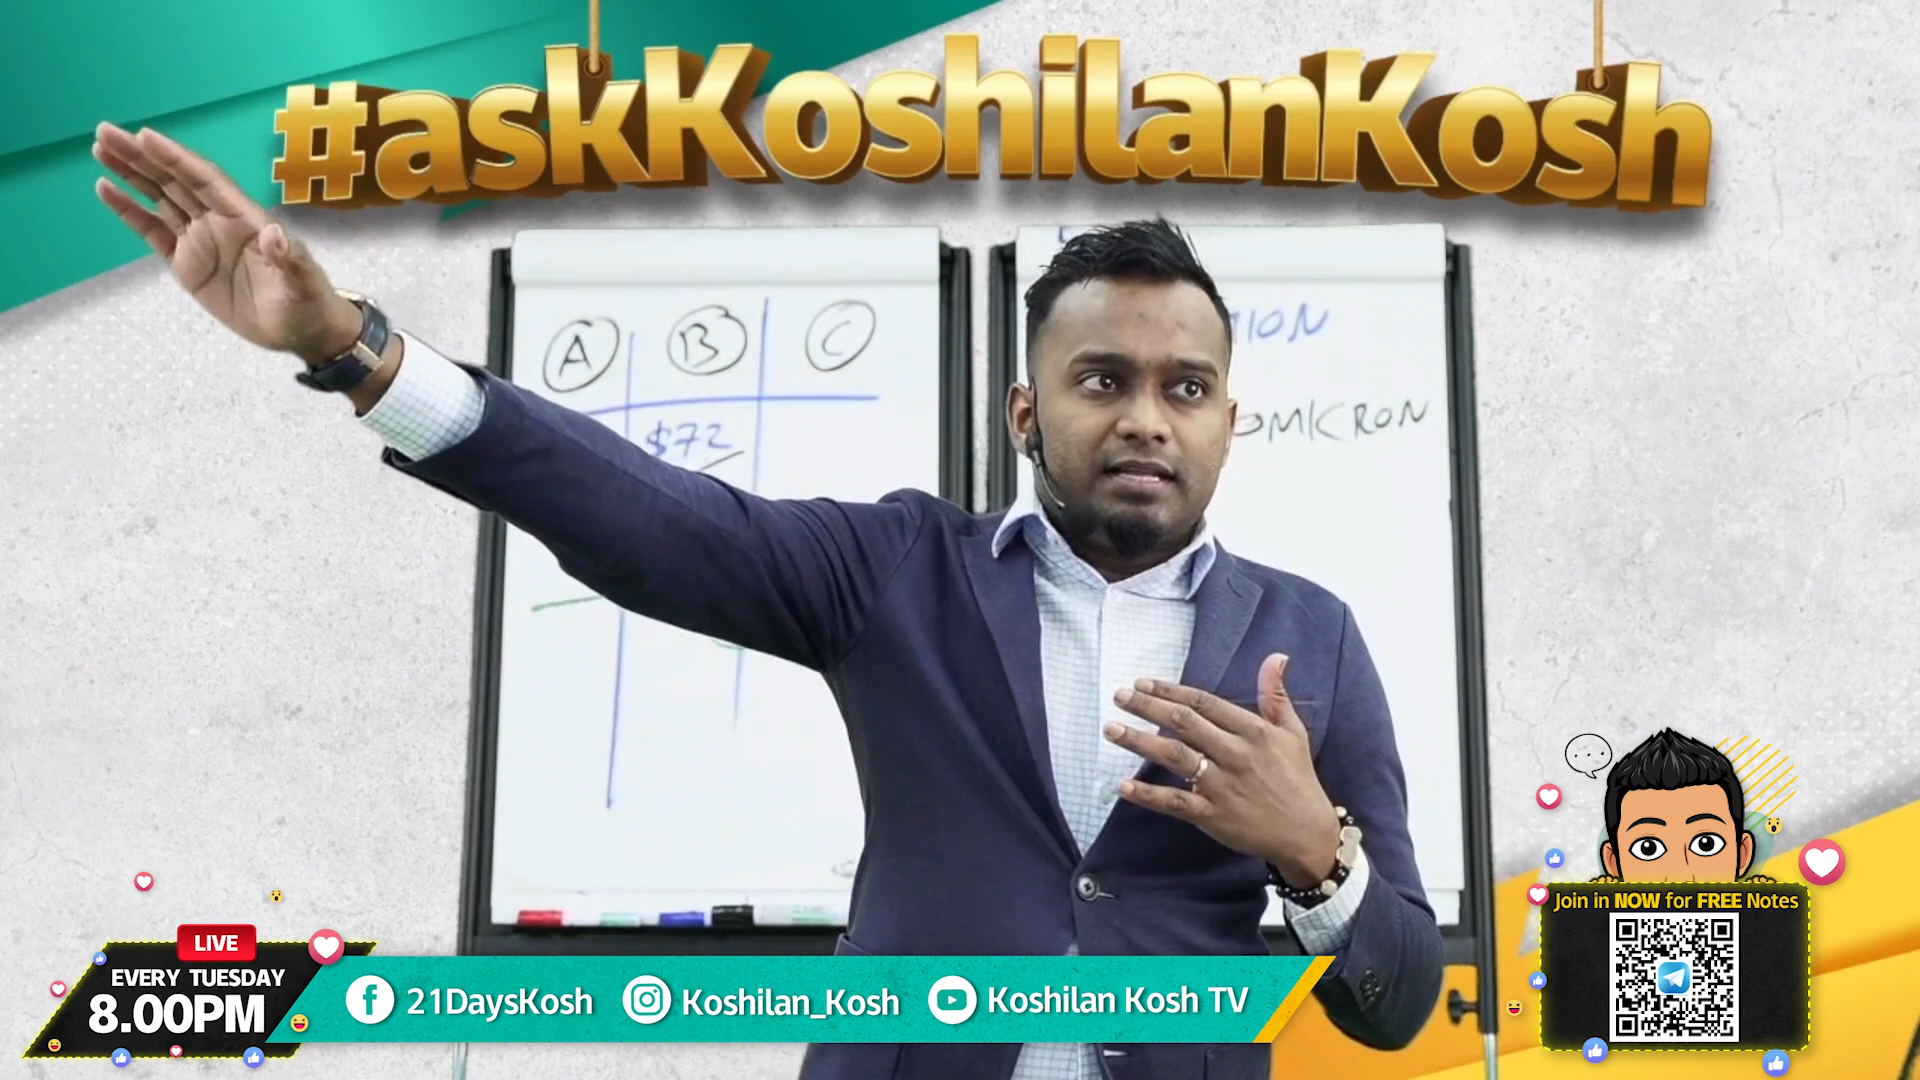 #askKoshilanKosh
A B C
$72
OMICRON
LIVE
EVERY TUESDAY
8.00PM
21DaysKosh
Koshilan_Kosh
Koshilan Kosh TV
Join in NOW for FREE Notes